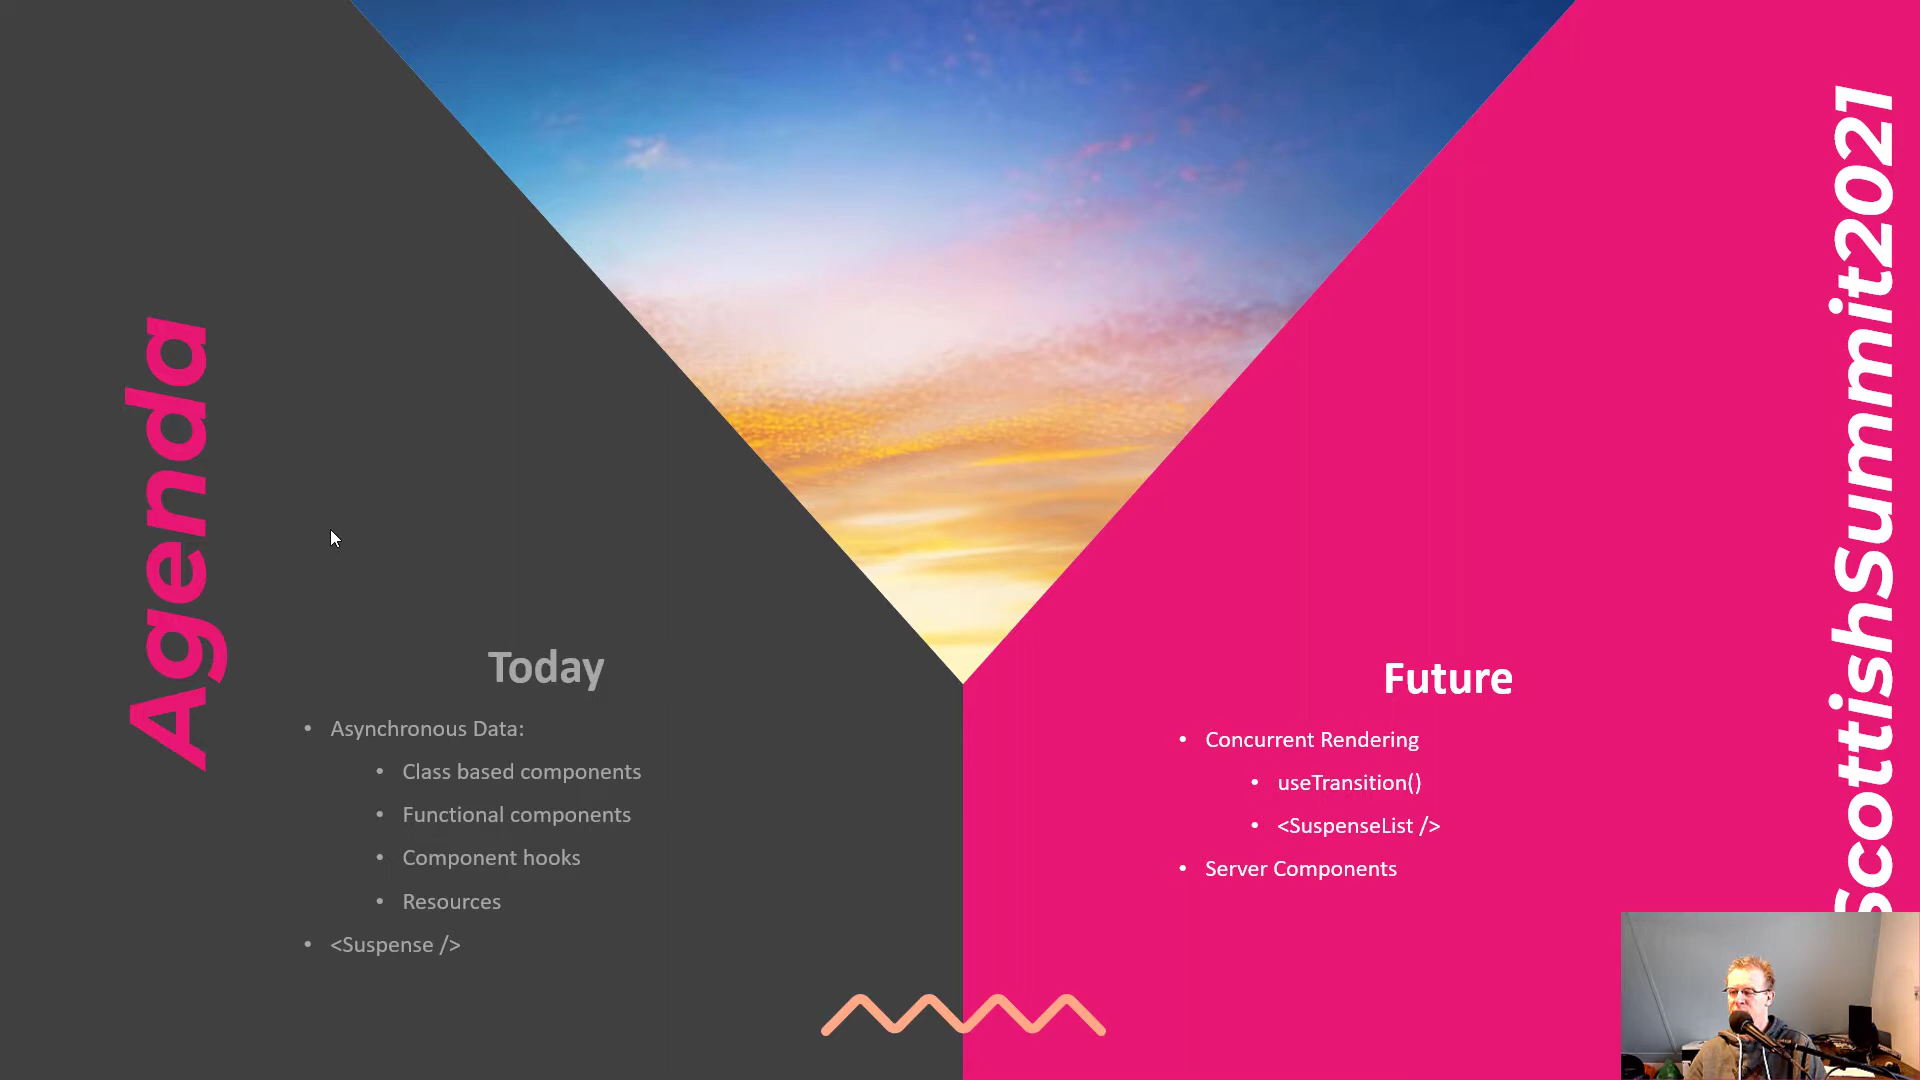 Agenda
Today
• Asynchronous Data:
• Class based components
• Functional components
• Component hooks
• Resources
• <Suspense />
Future
• Concurrent Rendering
• useTransition()
• <SuspenseList />
• Server Components
ScottishSummit2021